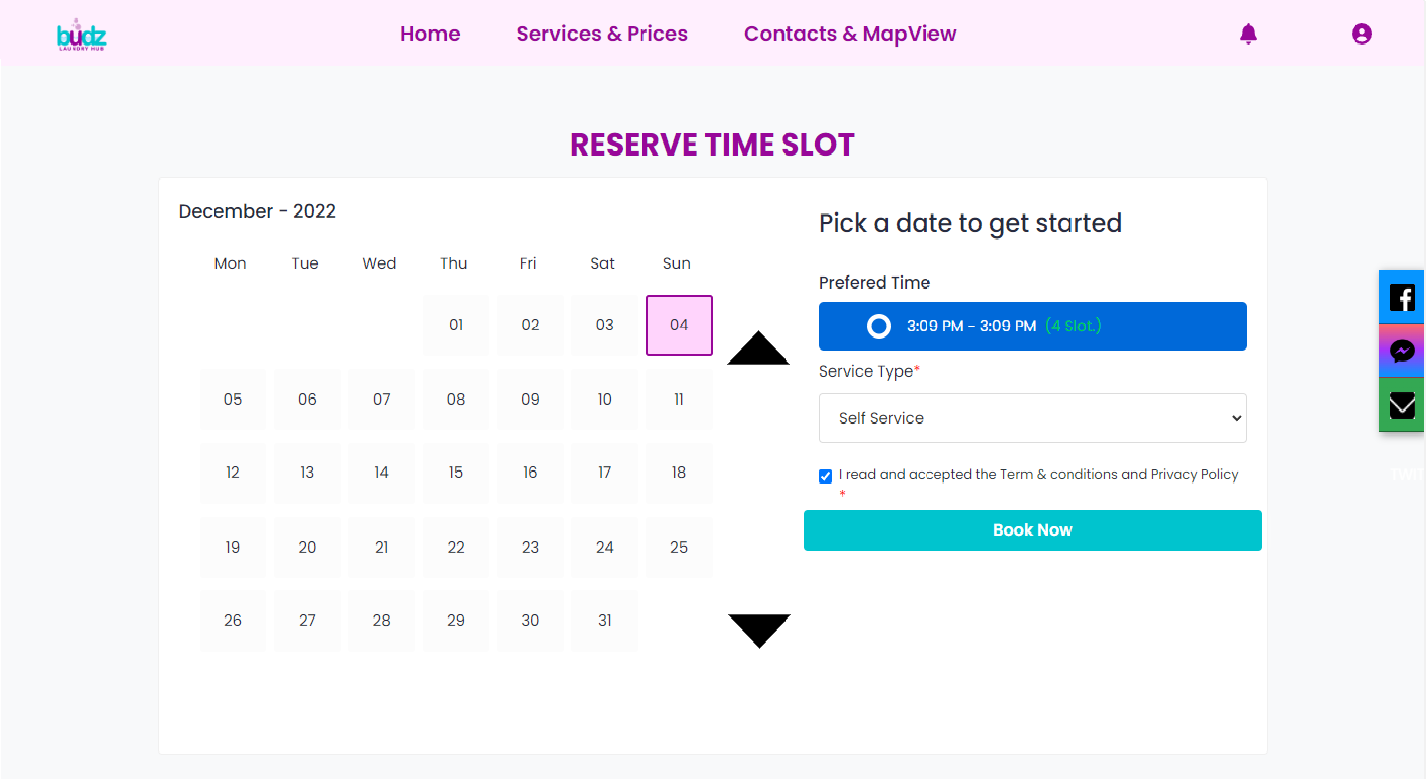 budz
LAUNDRY HUB
Home Services & Prices Contacts & MapView
RESERVE TIME SLOT
December - 2022
Mon Tue Wed Thu Fri Sat Sun
01 02 03 04
05 06 07 08 09 10 11
12 13 14 15 16 17 18
19 20 21 22 23 24 25
26 27 28 29 30 31
Pick a date to get started
Prefered Time
3:09 PM - 3:09 PM (4 Slot.)
Service Type*
Self Service
I read and accepted the Term & conditions and Privacy Policy
*
Book Now
TWIT